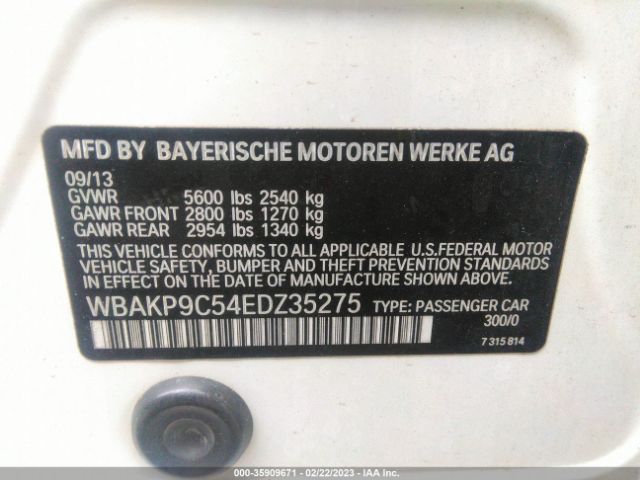 MFD BY BAYERISCHE MOTOREN WERKE AG
09/13
GVWR 5600 lbs 2540 kg
GAWR FRONT 2800 lbs 1270 kg
GAWR REAR 2954 lbs 1340 kg
THIS VEHICLE CONFORMS TO ALL APPLICABLE U.S.FEDERAL MOTOR
VEHICLE SAFETY, BUMPER AND THEFT PREVENTION STANDARDS
IN EFFECT ON THE DATE OF MANUFACTURE SHOWN ABOVE.
WBAKP9C54EDZ35275 TYPE: PASSENGER CAR
300/0
7 315 814
000-35909671 - 02/22/2023 - IAA Inc.